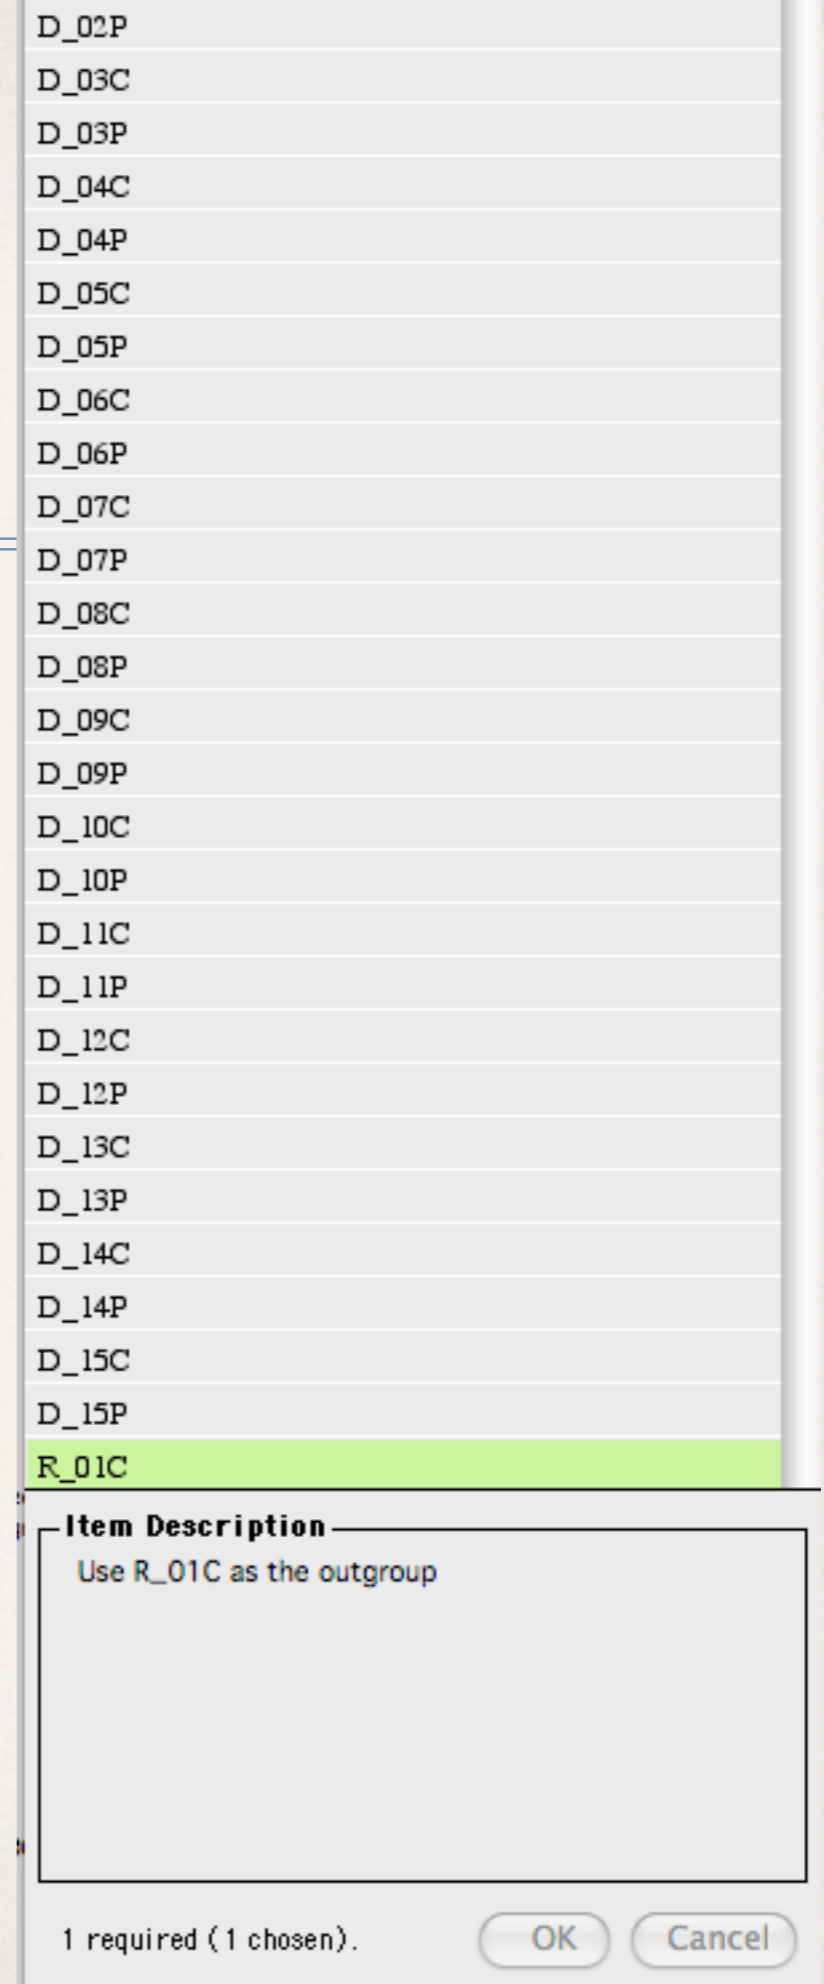 D_02P
D_03C
D_03P
D_04C
D_04P
D_05C
D_05P
D_06C
D_06P
D_07C
D_07P
D_08C
D_08P
D_09C
D_09P
D_10C
D_10P
D_11C
D_11P
D_12C
D_12P
D_13C
D_13P
D_14C
D_14P
D_15C
D_15P
R_01C
Item Description
Use R_01C as the outgroup
1 required (1 chosen).
OK
Cancel